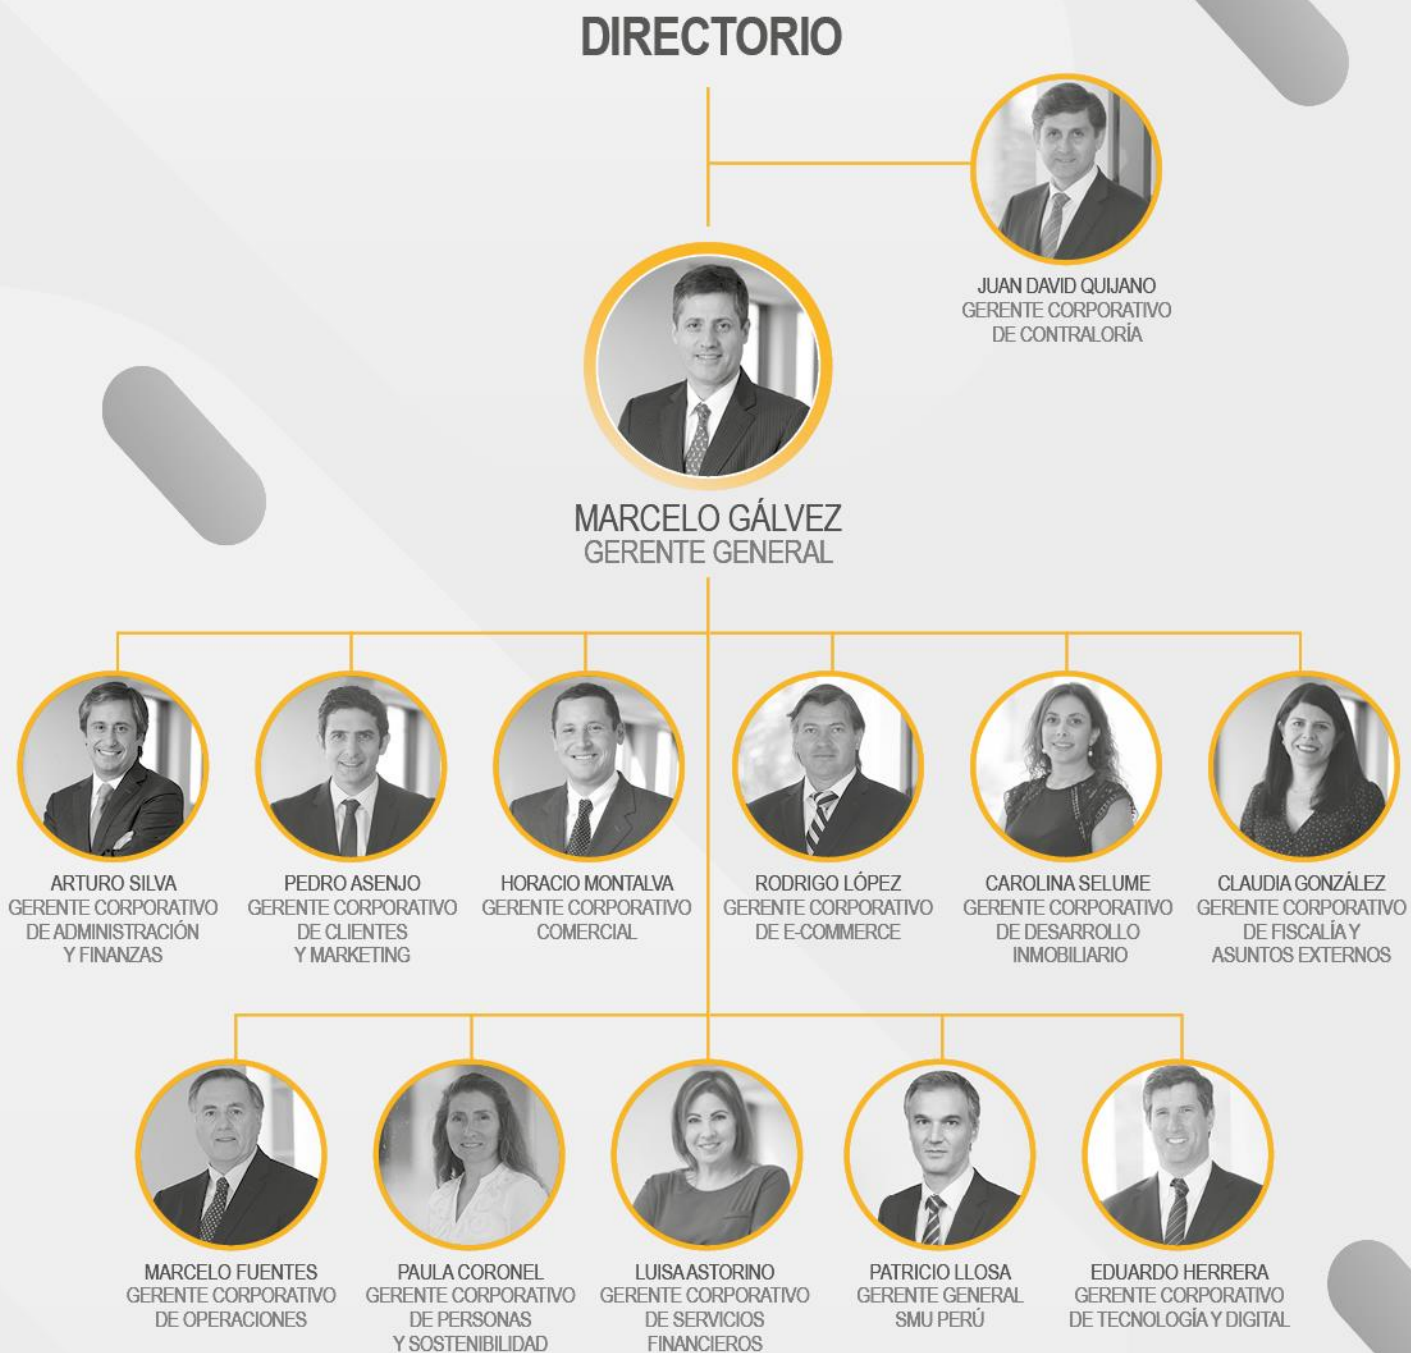 DIRECTORIO
JUAN DAVID QUIJANO
GERENTE CORPORATIVO
DE CONTRALORÍA
MARCELO GÁLVEZ
GERENTE GENERAL
ARTURO SILVA
GERENTE CORPORATIVO
DE ADMINISTRACIÓN
Y FINANZAS
PEDRO ASENJO
GERENTE CORPORATIVO
DE CLIENTES
Y MARKETING
HORACIO MONTALVA
GERENTE CORPORATIVO
COMERCIAL
RODRIGO LÓPEZ
GERENTE CORPORATIVO
DE E-COMMERCE
CAROLINA SELUME
GERENTE CORPORATIVO
DE DESARROLLO
INMOBILIARIO
CLAUDIA GONZÁLEZ
GERENTE CORPORATIVO
DE FISCALÍA Y
ASUNTOS EXTERNOS
MARCELO FUENTES
GERENTE CORPORATIVO
DE OPERACIONES
PAULA CORONEL
GERENTE CORPORATIVO
DE PERSONAS
Y SOSTENIBILIDAD
LUISA ASTORINO
GERENTE CORPORATIVO
DE SERVICIOS
FINANCIEROS
PATRICIO LLOSA
GERENTE GENERAL
SMU PERÚ
EDUARDO HERRERA
GERENTE CORPORATIVO
DE TECNOLOGÍA Y DIGITAL